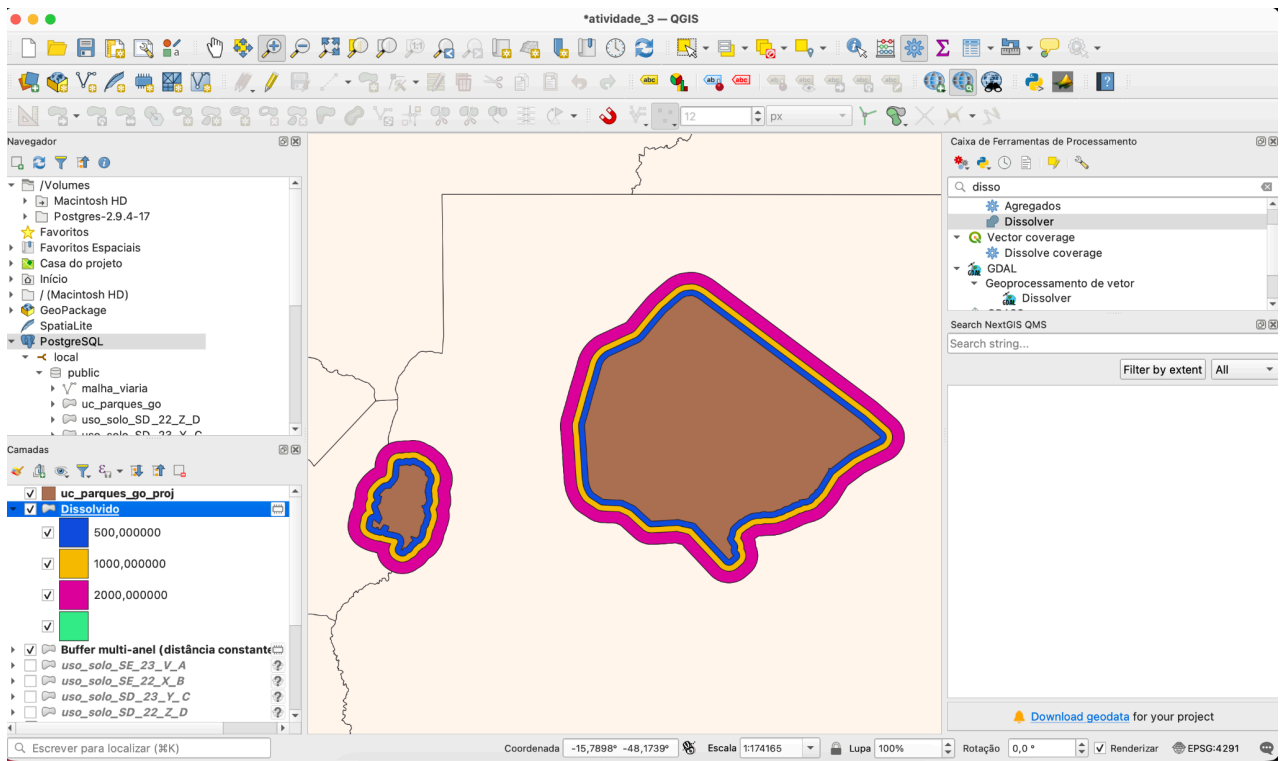 *atividade_3 — QGIS
abc
ab
abc
12
px
Navegador
/Volumes
Macintosh HD
Postgres-2.9.4-17
Favoritos
Favoritos Espaciais
Casa do projeto
Início
/ (Macintosh HD)
GeoPackage
SpatiaLite
PostgreSQL
local
public
malha_viaria
uc_parques_go
uso_solo_SD_22_Z_D
uso_solo_SD_23_X_C
Camadas
uc_parques_go_proj
Dissolvido
500,000000
1000,000000
2000,000000
Buffer multi-anel (distância constante
uso_solo_SE_23_V_A
uso_solo_SE_22_X_B
uso_solo_SD_23_Y_C
uso_solo_SD_22_Z_D
Caixa de Ferramentas de Processamento
disso
Agregados
Dissolver
Vector coverage
Dissolve coverage
GDAL
Geoprocessamento de vetor
Dissolver
Search NextGIS QMS
Search string...
Filter by extent
All
Download geodata for your project
Escrever para localizar (⌘K)
Coordenada -15,7898° -48,1739° Escala 1:174165 Lupa 100% Rotação 0,0 ° Renderizar EPSG:4291